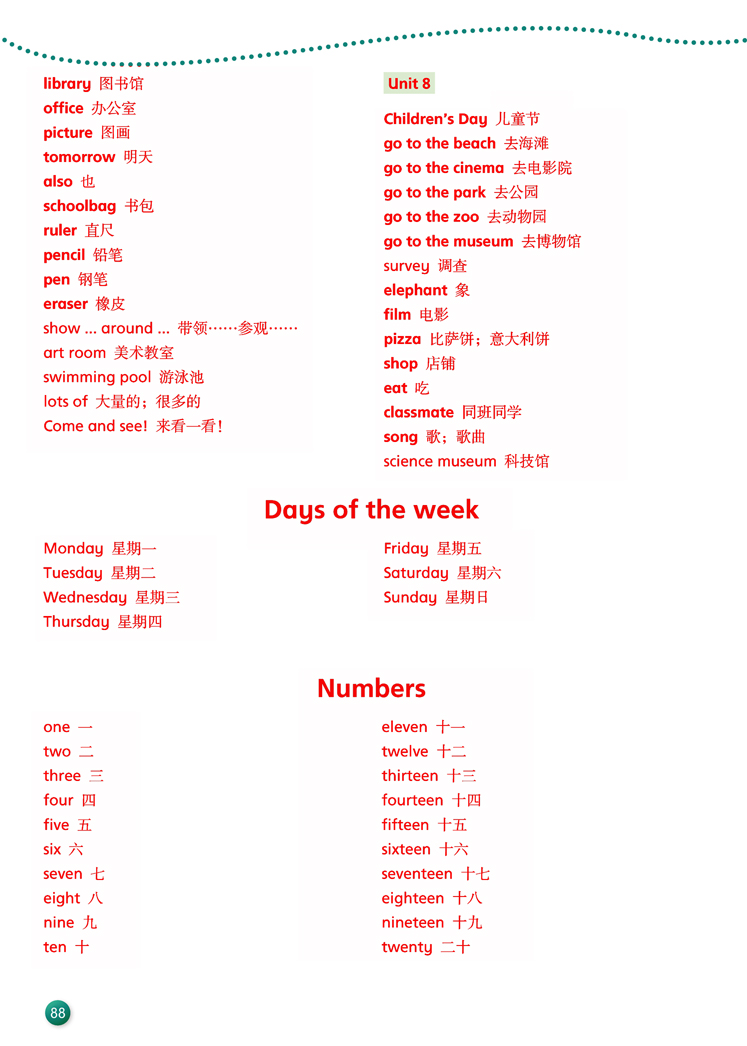 library 图书馆
office 办公室
picture 图画
tomorrow 明天
also 也
schoolbag 书包
ruler 直尺
pencil 铅笔
pen 钢笔
eraser 橡皮
show ... around ... 带领……参观……
art room 美术教室
swimming pool 游泳池
lots of 大量的；很多的
Come and see! 来看一看！
Unit 8
Children's Day 儿童节
go to the beach 去海滩
go to the cinema 去电影院
go to the park 去公园
go to the zoo 去动物园
go to the museum 去博物馆
survey 调查
elephant 象
film 电影
pizza 比萨饼；意大利饼
shop 店铺
eat 吃
classmate 同班同学
song 歌；歌曲
science museum 科技馆
Days of the week
Monday 星期一
Tuesday 星期二
Wednesday 星期三
Thursday 星期四
Friday 星期五
Saturday 星期六
Sunday 星期日
Numbers
one 一
two 二
three 三
four 四
five 五
six 六
seven 七
eight 八
nine 九
ten 十
eleven 十一
twelve 十二
thirteen 十三
fourteen 十四
fifteen 十五
sixteen 十六
seventeen 十七
eighteen 十八
nineteen 十九
twenty 二十
88